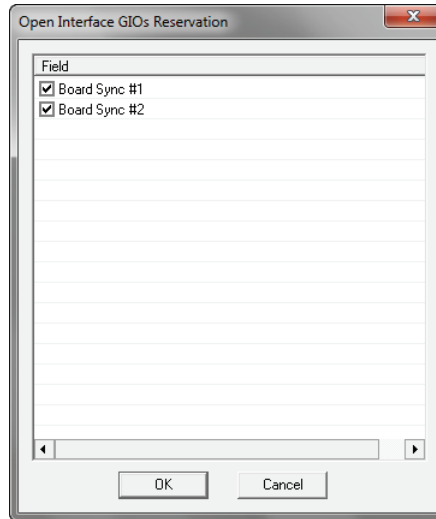 Open Interface GIOs Reservation
Field
Board Sync #1
Board Sync #2
OK
Cancel